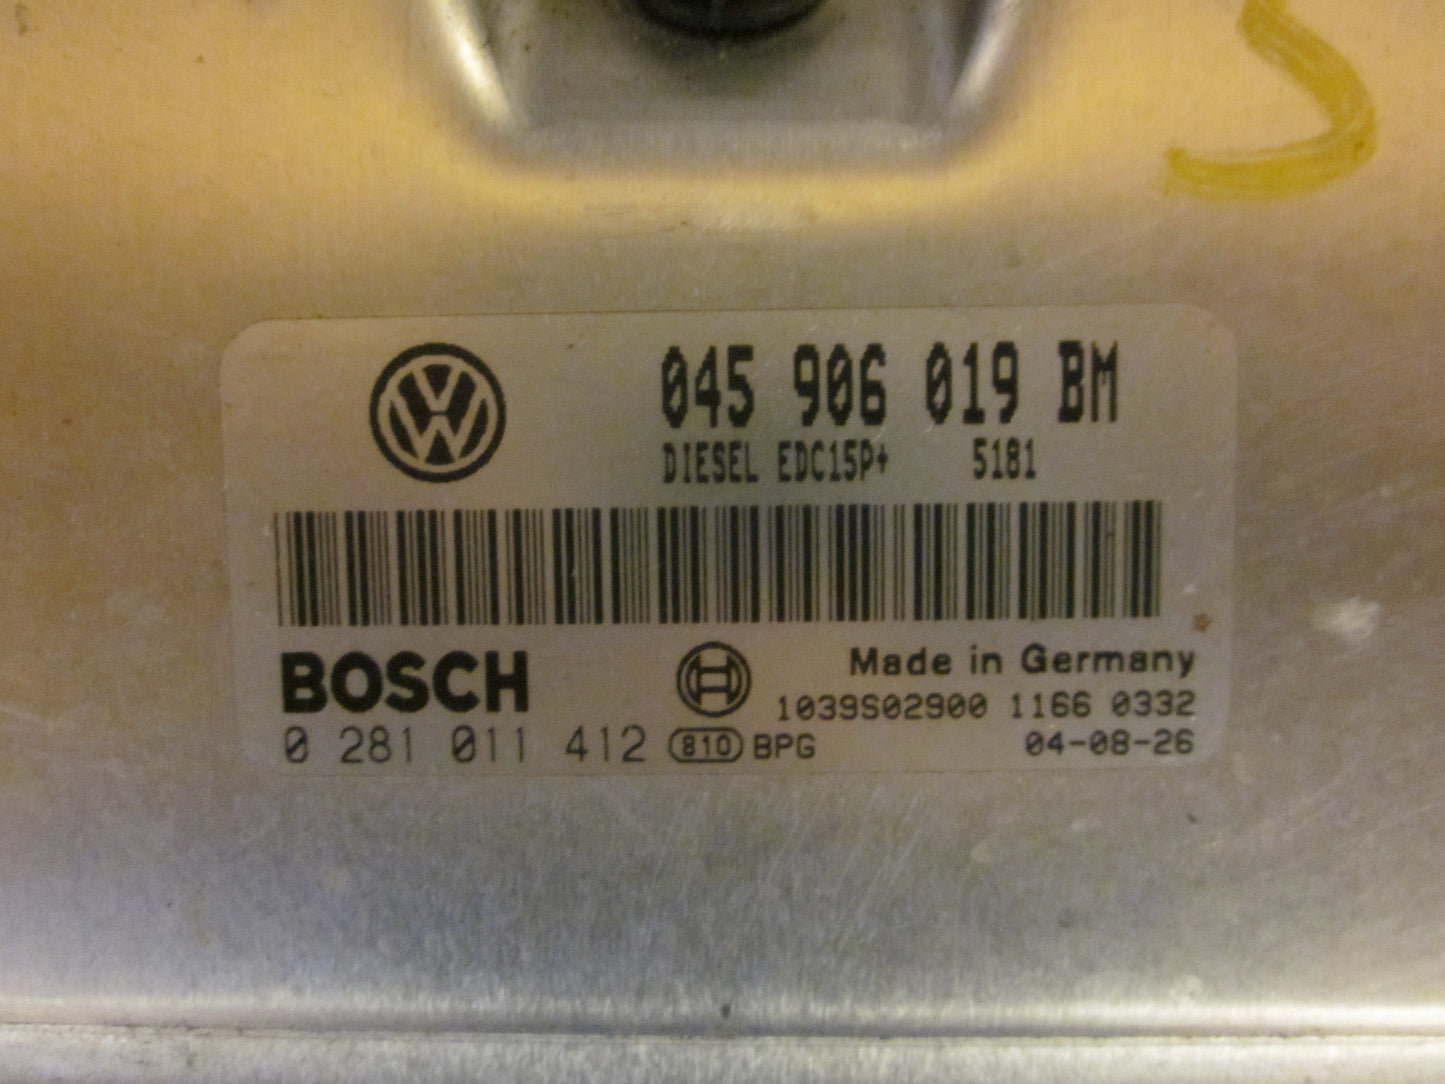 045 906 019 BM
DIESEL EDC15P+ 5181
BOSCH
Made in Germany
1039S02900 1166 0332
0 281 011 412 810 BPG 04-08-26